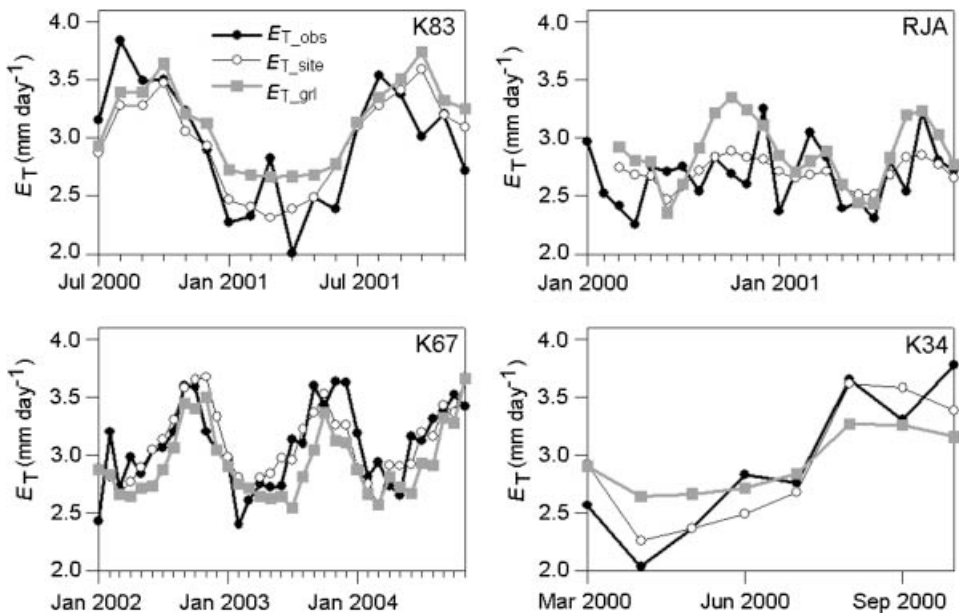 K83
E_T (mm day⁻¹)
4.0
3.5
3.0
2.5
2.0
E_T_obs
E_T_site
E_T_grl
Jul 2000
Jan 2001
Jul 2001
RJA
E_T (mm day⁻¹)
4.0
3.5
3.0
2.5
2.0
Jan 2000
Jan 2001
K67
E_T (mm day⁻¹)
4.0
3.5
3.0
2.5
2.0
Jan 2002
Jan 2003
Jan 2004
K34
E_T (mm day⁻¹)
4.0
3.5
3.0
2.5
2.0
Mar 2000
Jun 2000
Sep 2000